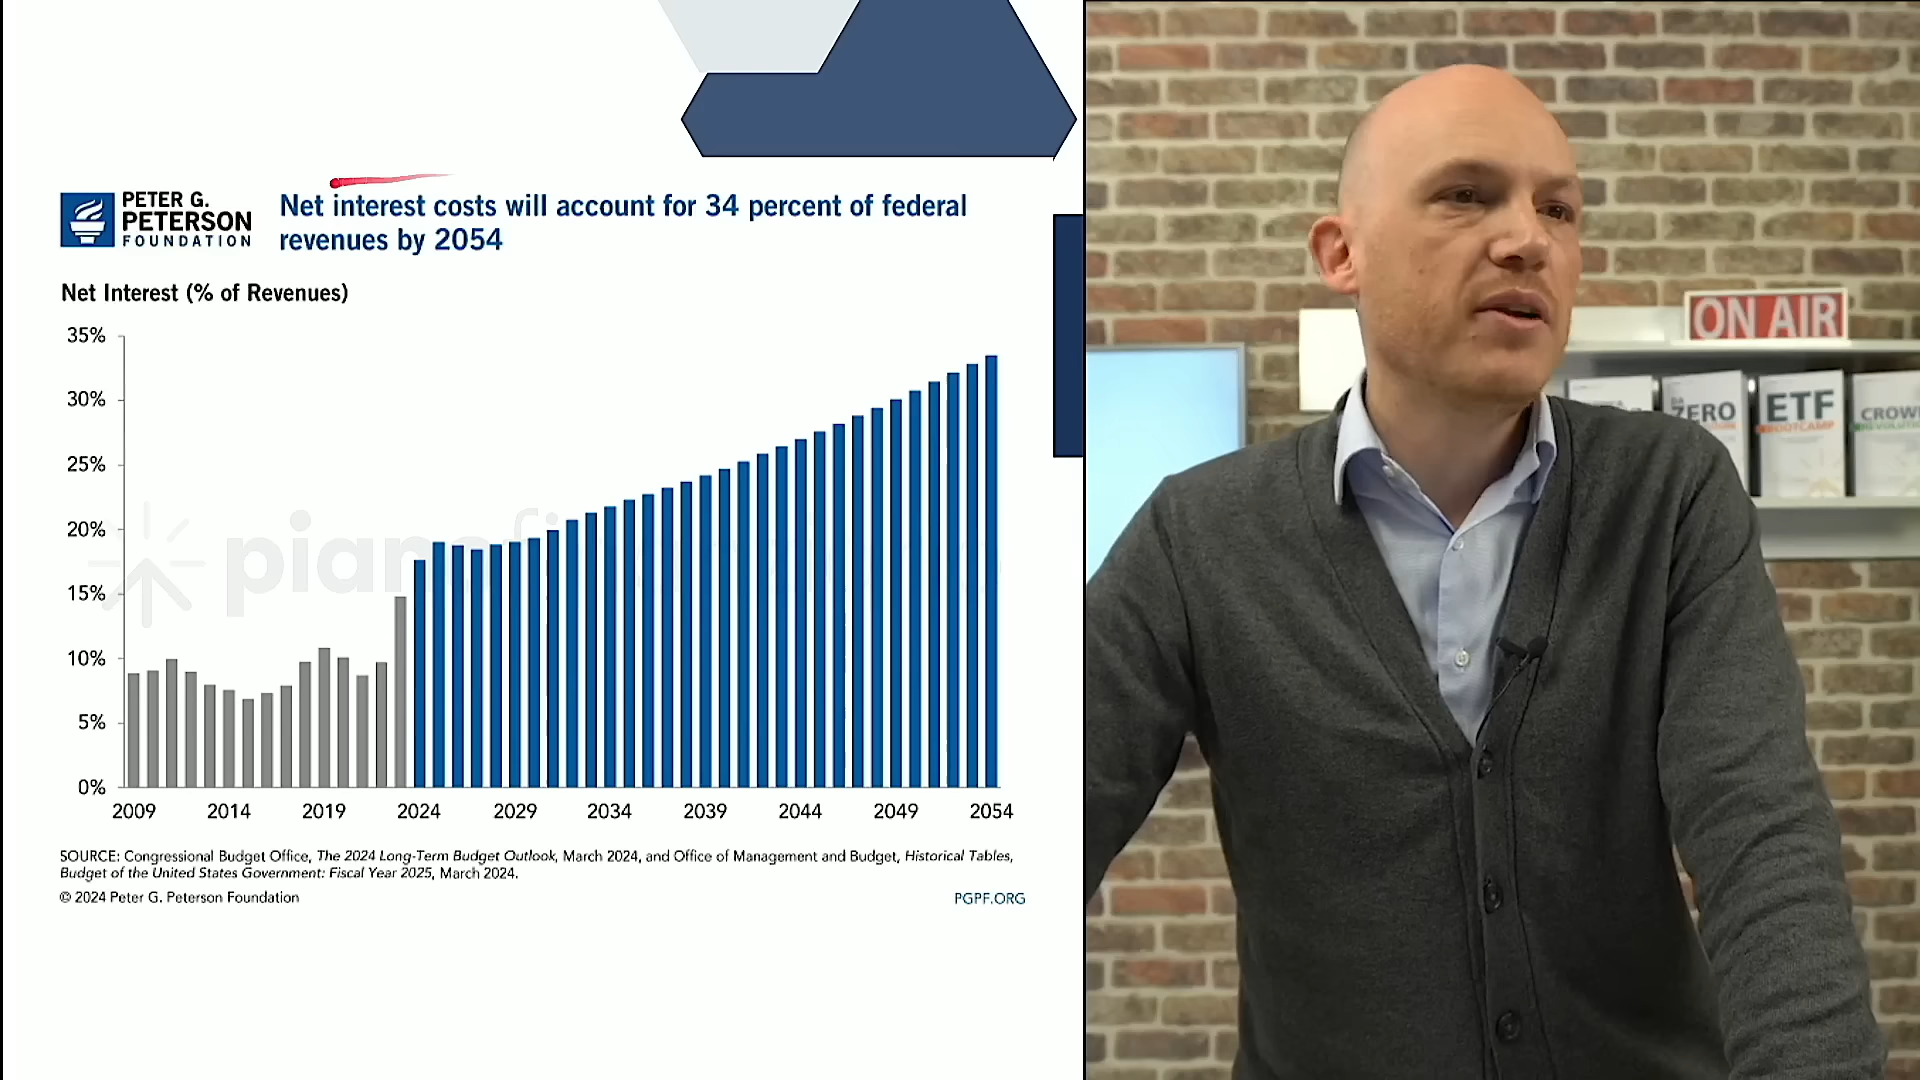 PETER G.
PETERSON
FOUNDATION
Net interest costs will account for 34 percent of federal
revenues by 2054
Net Interest (% of Revenues)
35%
30%
25%
20%
15%
10%
5%
0%
2009 2014 2019 2024 2029 2034 2039 2044 2049 2054
SOURCE: Congressional Budget Office, The 2024 Long-Term Budget Outlook, March 2024, and Office of Management and Budget, Historical Tables,
Budget of the United States Government: Fiscal Year 2025, March 2024.
© 2024 Peter G. Peterson Foundation
PGPF.ORG
ON AIR
ZERO
ETF
BOOTCAMP